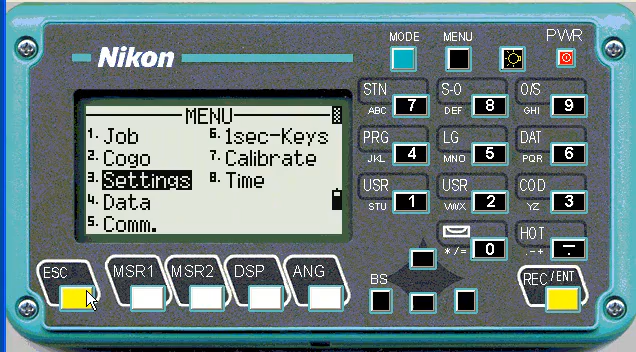 MODE MENU PWR
Nikon
MENU
1. Job 6. 1sec-Keys
2. Cogo 7. Calibrate
3. Settings 8. Time
4. Data
5. Comm.
STN S-O O/S
ABC 7 DEF 8 GHI 9
PRG LG DAT
JKL 4 MNO 5 PQR 6
USR USR COD
STU 1 VWX 2 YZ 3
HOT
*/= 0 .-+
ESC MSR1 MSR2 DSP ANG BS REC/ENT